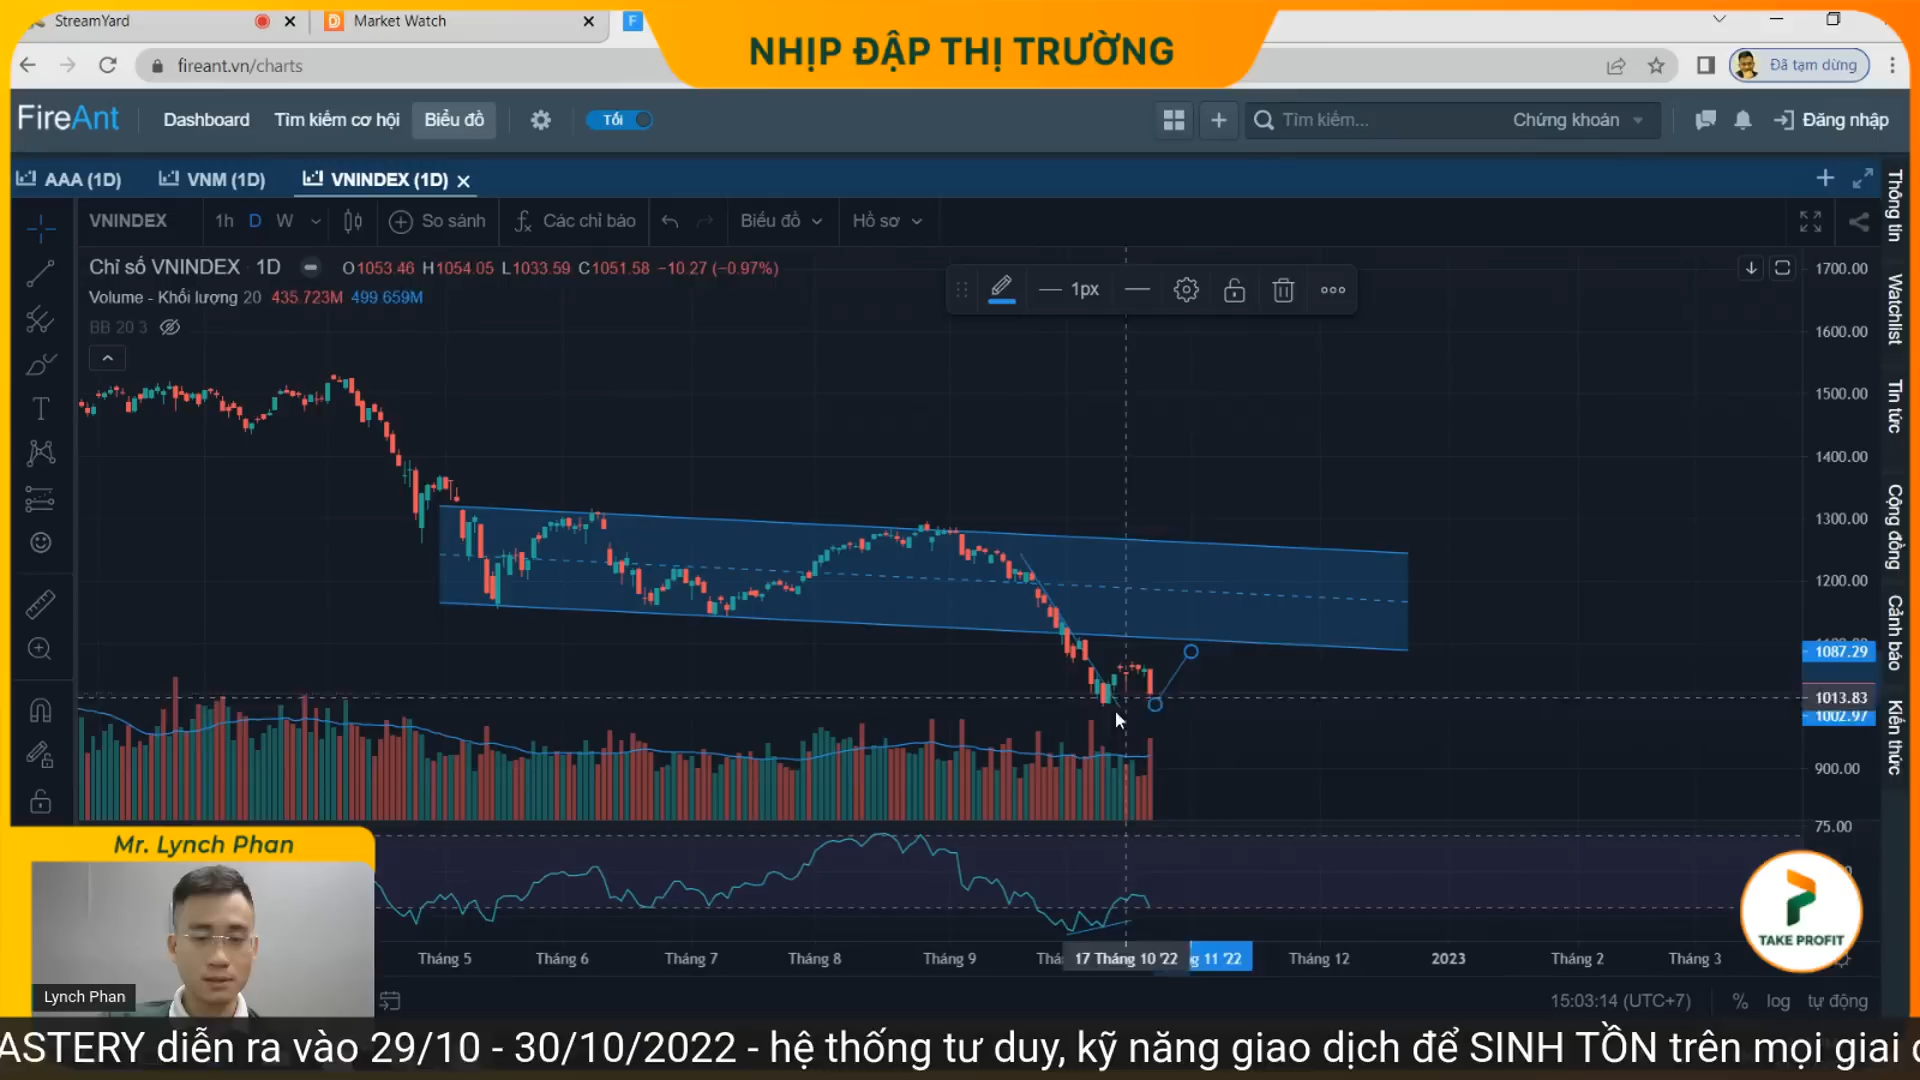 StreamYard
Market Watch
NHỊP ĐẬP THỊ TRƯỜNG
fireant.vn/charts
Đã tạm dừng
FireAnt
Dashboard
Tìm kiếm cơ hội
Biểu đồ
Tối
Tìm kiếm...
Chứng khoán
Đăng nhập
AAA (1D)
VNM (1D)
VNINDEX (1D)
VNINDEX
1h
D
W
So sánh
Các chỉ báo
Biểu đồ
Hồ sơ
Chỉ số VNINDEX 1D
O1053.46 H1054.05 L1033.59 C1051.58 −10.27 (−0.97%)
Volume - Khối lượng 20 435.723M 499.659M
BB 20 3
1px
1700.00
1600.00
1500.00
1400.00
1300.00
1200.00
1087.29
1013.83
1002.97
900.00
75.00
Thông tin
Watchlist
Tin tức
Cộng đồng
Cảnh báo
Kiến thức
Mr. Lynch Phan
Lynch Phan
TAKE PROFIT
Tháng 5
Tháng 6
Tháng 7
Tháng 8
Tháng 9
17 Tháng 10 '22
g 11 '22
Tháng 12
2023
Tháng 2
Tháng 3
15:03:14 (UTC+7)
%
log
tự động
ASTERY diễn ra vào 29/10 - 30/10/2022 - hệ thống tư duy, kỹ năng giao dịch để SINH TỒN trên mọi giai